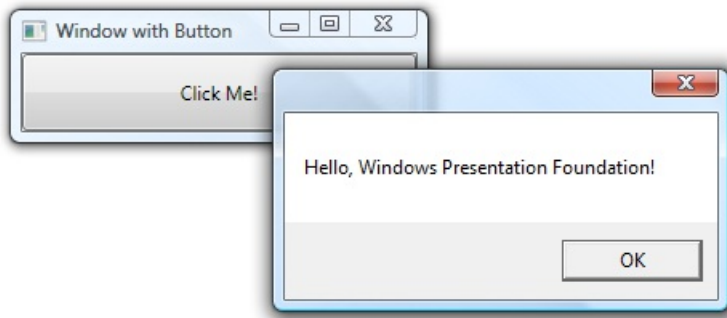 Window with Button
Click Me!
Hello, Windows Presentation Foundation!
OK